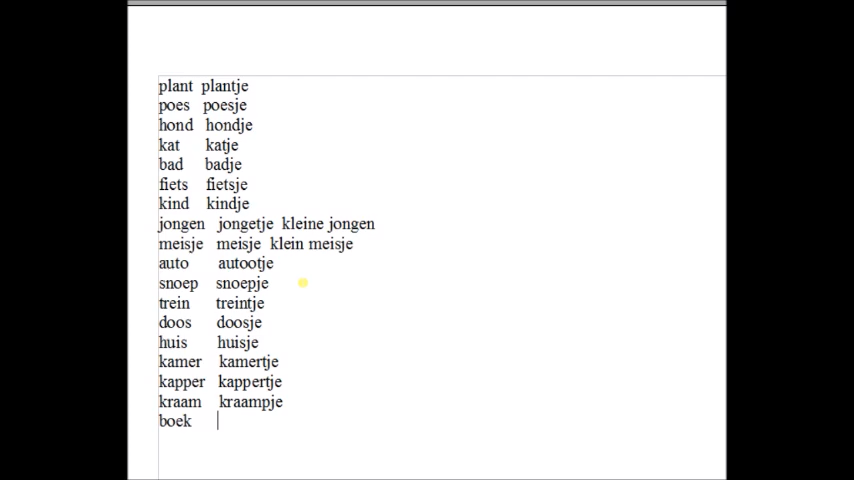 plant plantje
poes poesje
hond hondje
kat katje
bad badje
fiets fietsje
kind kindje
jongen jongetje kleine jongen
meisje meisje klein meisje
auto autootje
snoep snoepje
trein treintje
doos doosje
huis huisje
kamer kamertje
kapper kappertje
kraam kraampje
boek